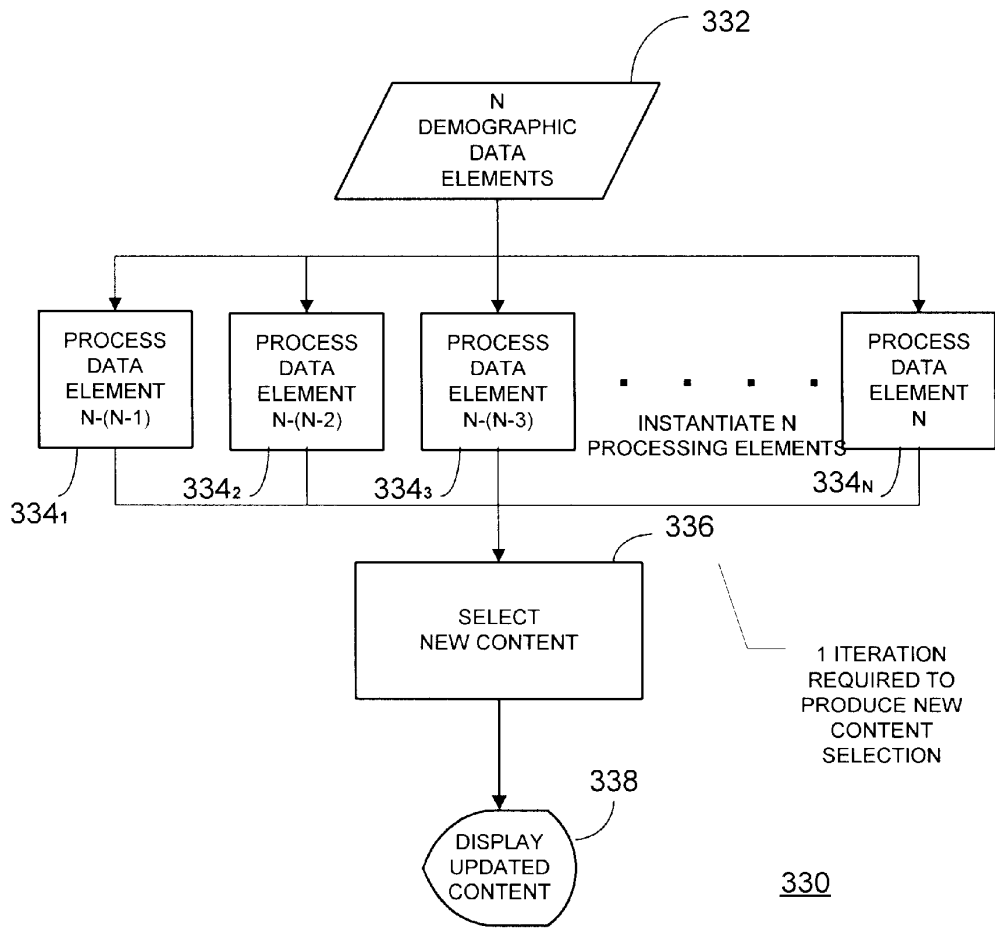 332
N
DEMOGRAPHIC
DATA
ELEMENTS
PROCESS
DATA
ELEMENT
N-(N-1)
PROCESS
DATA
ELEMENT
N-(N-2)
PROCESS
DATA
ELEMENT
N-(N-3)
. . . .
INSTANTIATE N
PROCESSING ELEMENTS
PROCESS
DATA
ELEMENT
N
334₁
334₂
334₃
334N
336
SELECT
NEW CONTENT
1 ITERATION
REQUIRED TO
PRODUCE NEW
CONTENT
SELECTION
338
DISPLAY
UPDATED
CONTENT
330